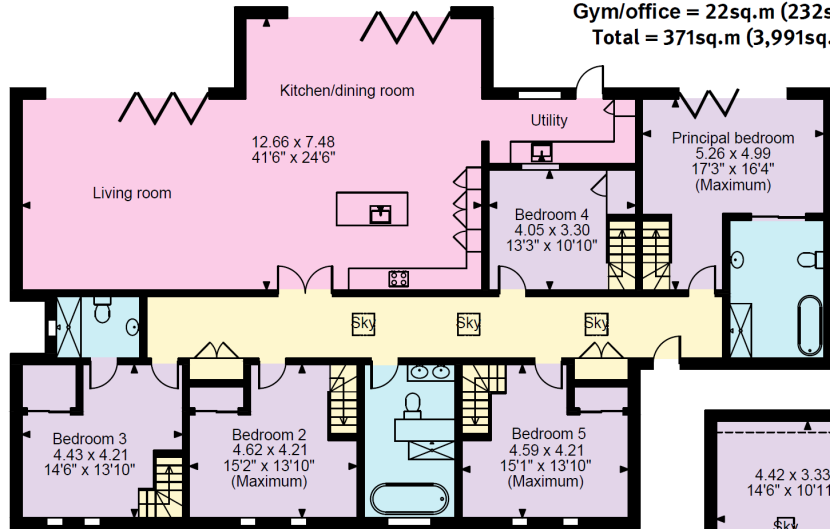 Gym/office = 22sq.m (232s
Total = 371sq.m (3,991sq.
Kitchen/dining room
12.66 x 7.48
41'6" x 24'6"
Living room
Utility
Principal bedroom
5.26 x 4.99
17'3" x 16'4"
(Maximum)
Bedroom 4
4.05 x 3.30
13'3" x 10'10"
Sky
Sky
Sky
Bedroom 3
4.43 x 4.21
14'6" x 13'10"
Bedroom 2
4.62 x 4.21
15'2" x 13'10"
(Maximum)
Bedroom 5
4.59 x 4.21
15'1" x 13'10"
(Maximum)
4.42 x 3.33
14'6" x 10'11
Sky